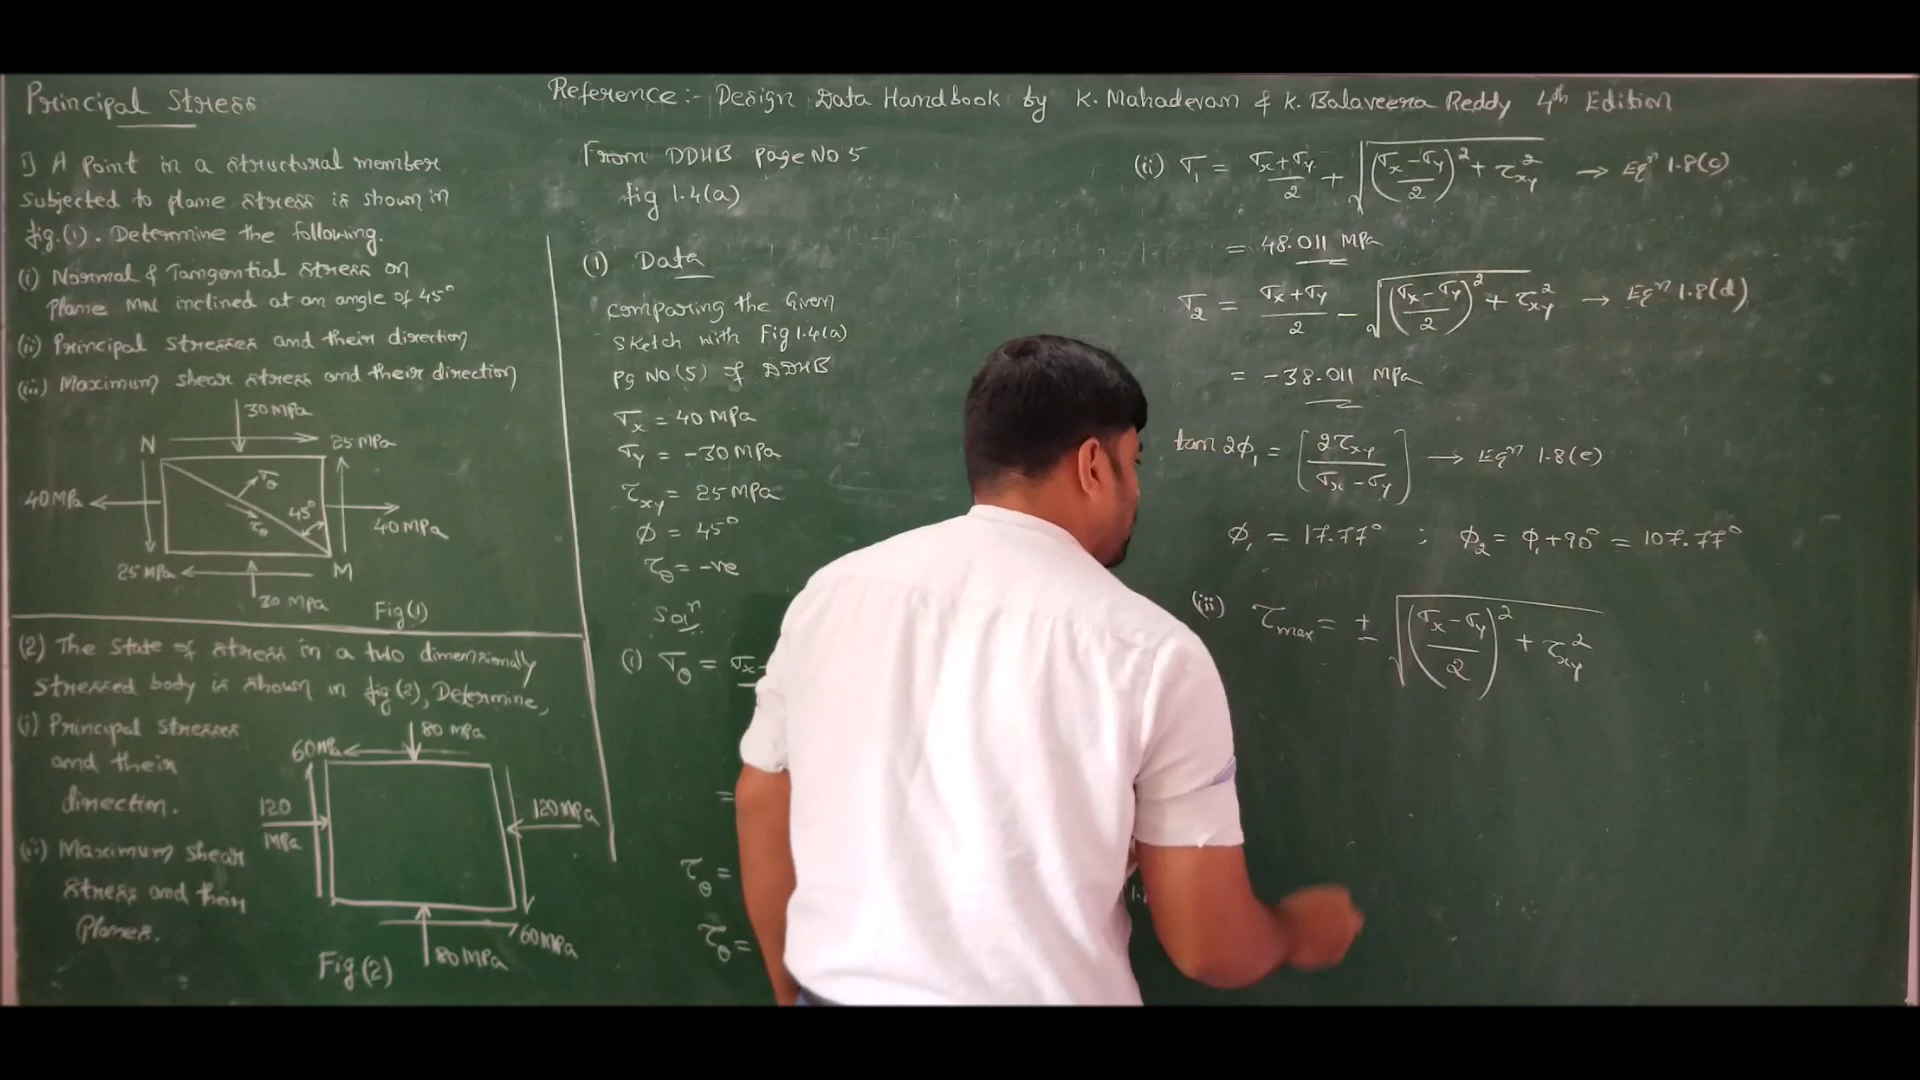 Principal Stress
Reference:- Design Data Handbook by K. Mahadevan & K. Balaveera Reddy 4th Edition
1) A Point in a structural member
subjected to plane stress is shown in
fig.(1). Determine the following.
(i) Normal & Tangential stress on
Plane MN inclined at an angle of 45°
(ii) Principal stresses and their direction
(iii) Maximum shear stress and their direction
30 MPa
N
25 MPa
σθ
40 MPa
45°
τθ
40 MPa
25 MPa
M
30 MPa
Fig(1)
(2) The state of stress in a two dimensionally
stressed body is shown in fig(2), Determine,
(i) Principal stresses
and their
direction.
(ii) Maximum shear
stress and their
Planes.
80 MPa
60 MPa
120
MPa
120 MPa
60 MPa
80 MPa
Fig.(2)
From DDHB Page No 5
fig 1.4(a)
(1) Data
comparing the Given
sketch with Fig 1.4(a)
Pg No(5) of DDHB
σx = 40 MPa
σy = -30 MPa
τxy = 25 MPa
φ = 45°
τθ = -ve
Solⁿ
(i) σθ = σx-
=
τθ =
τθ =
(ii) σ1 = (σx+σy)/2 + √(((σx-σy)/2)² + τxy²) → Eqⁿ 1.8(c)
= 48.011 MPa
σ2 = (σx+σy)/2 - √(((σx-σy)/2)² + τxy²) → Eqⁿ 1.8(d)
= -38.011 MPa
tan 2φ1 = [2τxy/(σx-σy)] → Eqⁿ 1.8(e)
φ1 = 17.77° ; φ2 = φ1+90° = 107.77°
(iii) τmax = ± √(((σx-σy)/2)² + τxy²)